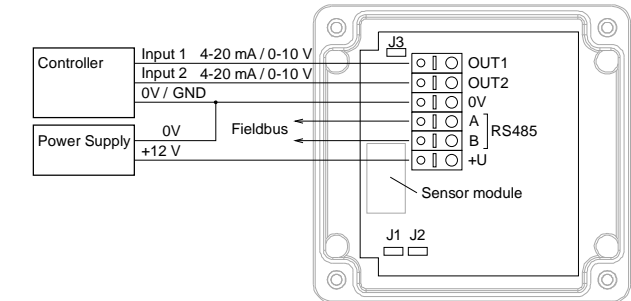 J3
Controller
Input 1 4-20 mA / 0-10 V
OUT1
Input 2 4-20 mA / 0-10 V
OUT2
0V / GND
0V
A
Fieldbus
RS485
Power Supply
0V
B
+12 V
+U
Sensor module
J1 J2